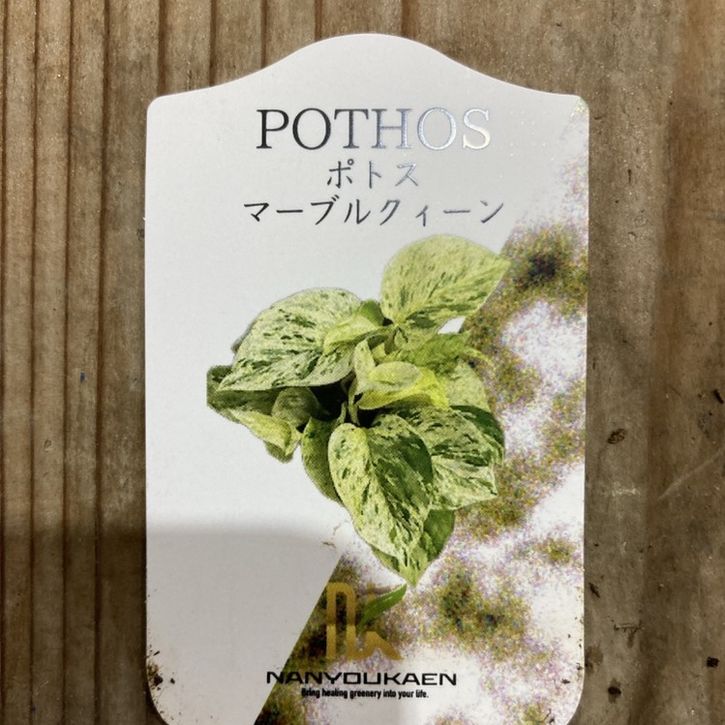 POTHOS
ポトス
マーブルクィーン
NANYOUKAEN
Bring healing greenery into your life.